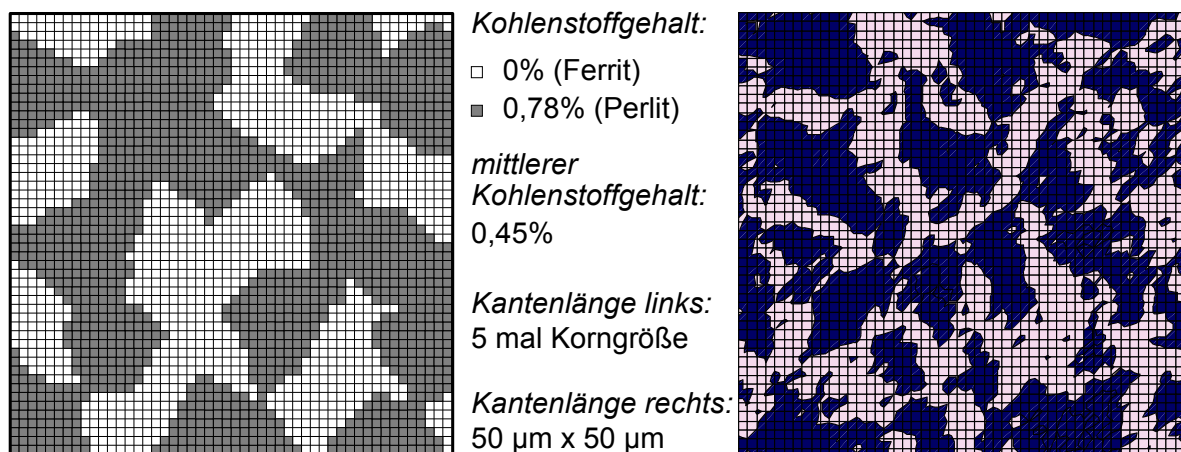 Kohlenstoffgehalt:
0% (Ferrit)
0,78% (Perlit)
mittlerer
Kohlenstoffgehalt:
0,45%
Kantenlänge links:
5 mal Korngröße
Kantenlänge rechts:
50 µm x 50 µm